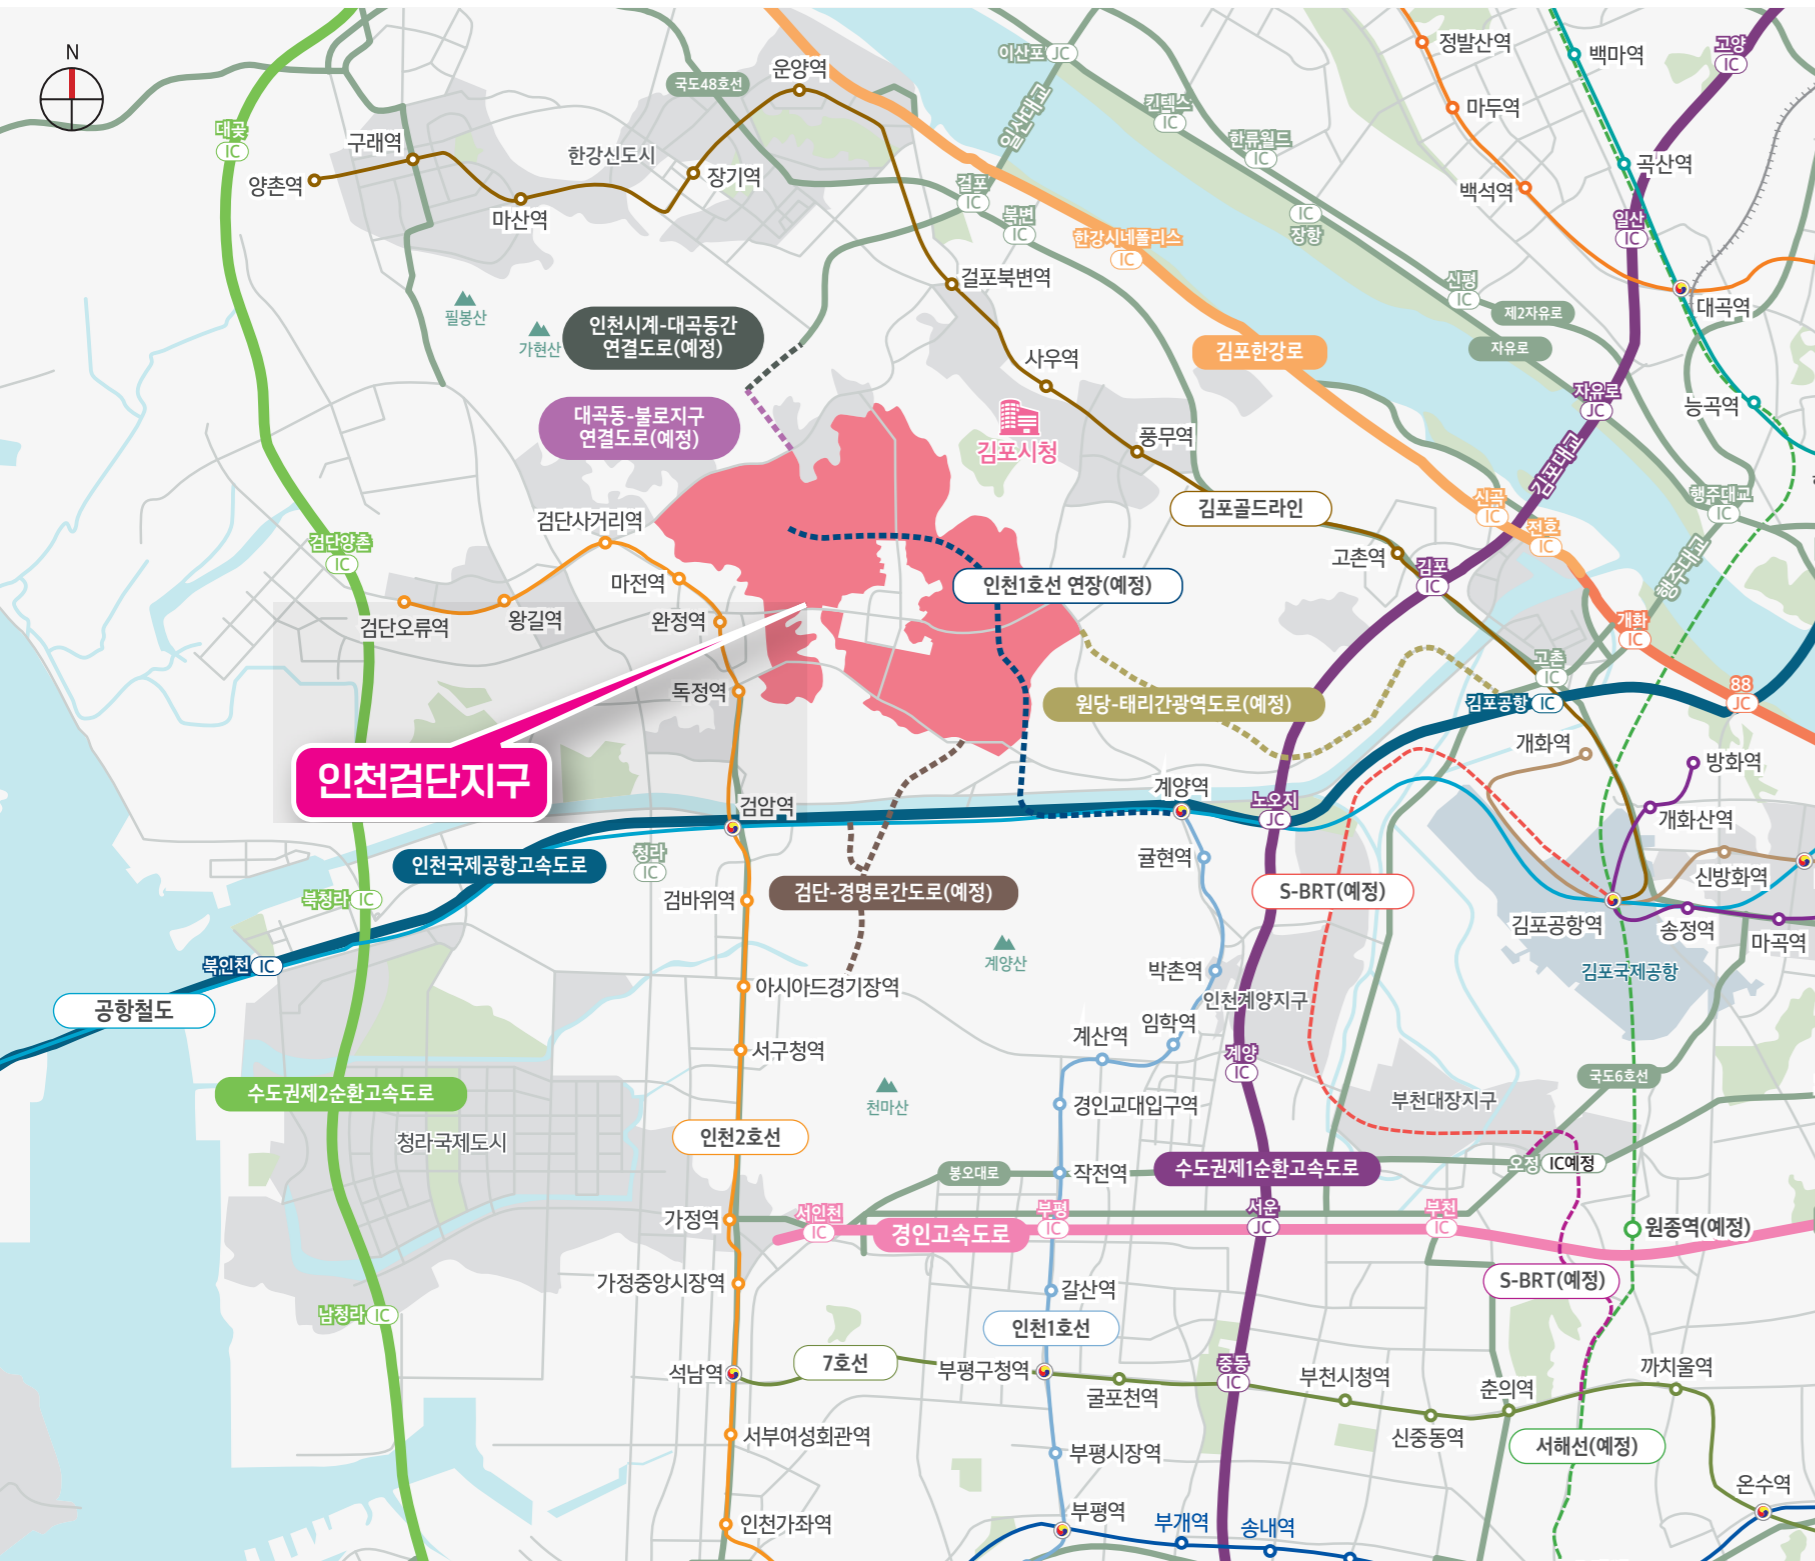 N
이산포 JC
정발산역
백마역
고양
IC
운양역
국도48호선
킨텍스
IC
일산대교
마두역
대곶
IC
구래역
한강신도시
한류월드
IC
곡산역
양촌역
장기역
걸포
IC
백석역
마산역
북변
IC
IC
장항
일산
IC
한강시네폴리스
IC
걸포북변역
신평
IC
대곡역
필봉산
제2자유로
인천시계-대곡동간
연결도로(예정)
가현산
김포한강로
자유로
사우역
자유로
JC
능곡역
대곡동-불로지구
연결도로(예정)
김포시청
풍무역
김포대교
신곡
IC
행주대교
IC
김포골드라인
검단사거리역
전호
IC
검단양촌
IC
고촌역
행주대교
마전역
인천1호선 연장(예정)
김포
IC
검단오류역
왕길역
완정역
개화
IC
고촌
IC
독정역
원당-태리간광역도로(예정)
김포공항 IC
88
JC
개화역
방화역
인천검단지구
검암역
계양역
노오지
JC
개화산역
인천국제공항고속도로
청라
IC
귤현역
북청라 IC
검바위역
검단-경명로간도로(예정)
S-BRT(예정)
신방화역
김포공항역
송정역
마곡역
북인천 IC
계양산
박촌역
김포국제공항
공항철도
아시아드경기장역
인천계양지구
계산역
임학역
서구청역
계양
IC
국도6호선
수도권제2순환고속도로
천마산
경인교대입구역
부천대장지구
청라국제도시
인천2호선
봉오대로
작전역
수도권제1순환고속도로
오정 IC예정
가정역
서인천
IC
경인고속도로
부평
IC
서운
JC
부천
IC
원종역(예정)
가정중앙시장역
갈산역
S-BRT(예정)
남청라 IC
인천1호선
석남역
7호선
부평구청역
굴포천역
중동
IC
부천시청역
춘의역
까치울역
서부여성회관역
부평시장역
신중동역
서해선(예정)
온수역
인천가좌역
부평역
부개역
송내역